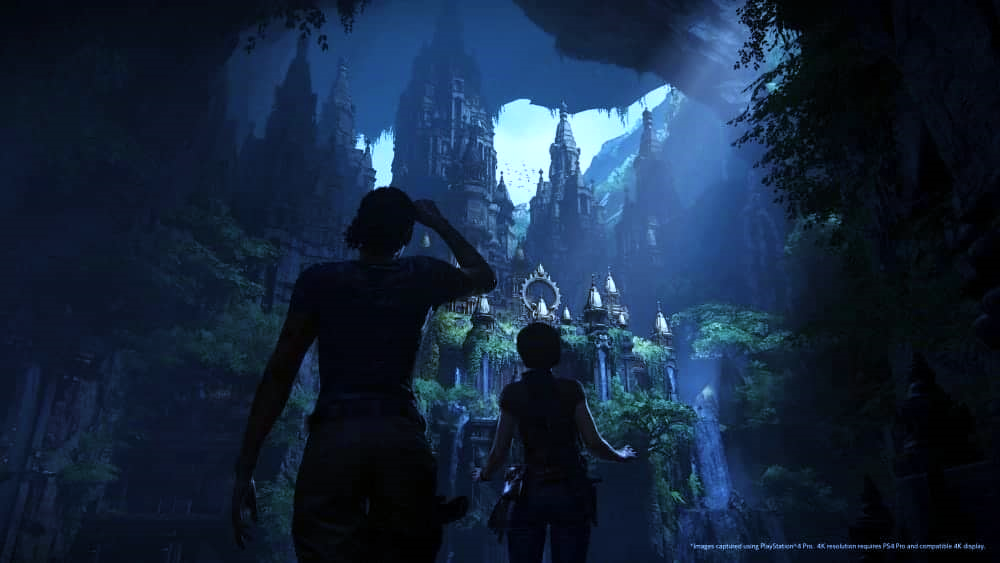 *Images captured using PlayStation®4 Pro.  4K resolution requires PS4 Pro and compatible 4K display.